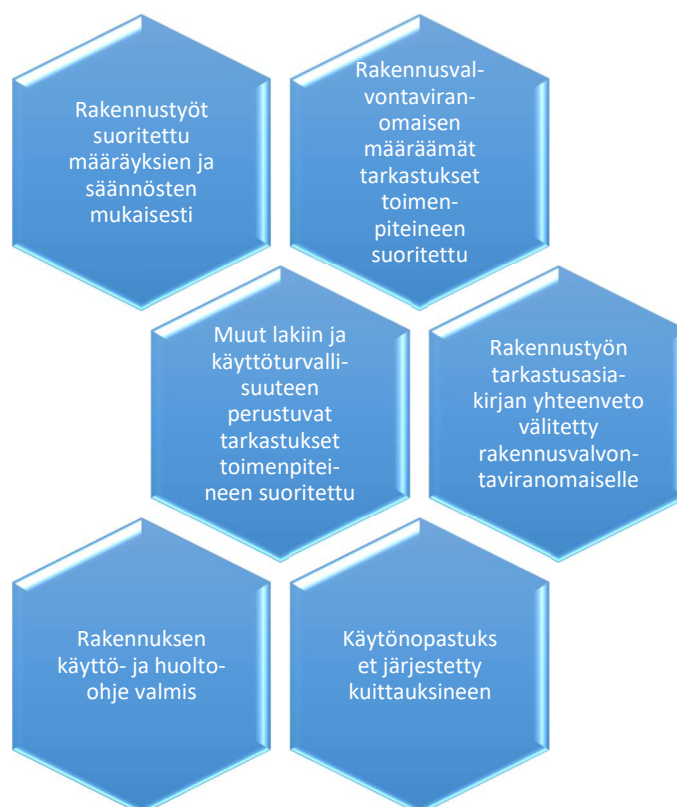 Rakennustyöt
suoritettu
määräyksien ja
säännösten
mukaisesti
Rakennusval-
vontaviran-
omaisen
määräämät
tarkastukset
toimen-
piteineen
suoritettu
Muut lakiin ja
käyttöturvalli-
suuteen
perustuvat
tarkastukset
toimenpitei-
neen suoritettu
Rakennustyön
tarkastusasia-
kirjan yhteenveto
välitetty
rakennusvalvon-
taviranomaiselle
Rakennuksen
käyttö- ja huolto-
ohje valmis
Käytönopastuks
et järjestetty
kuittauksineen